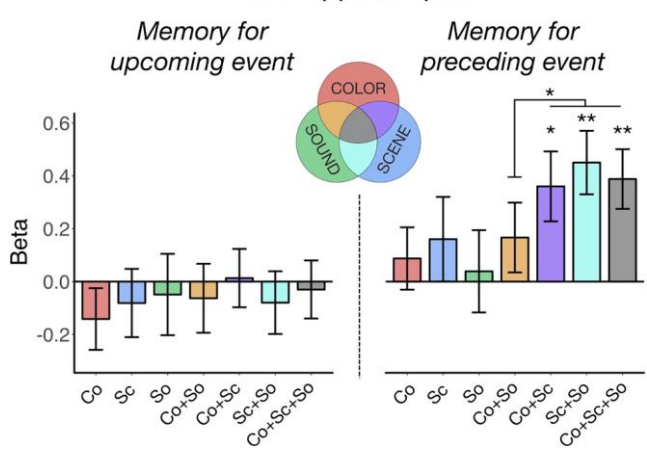 Memory for
upcoming event
Memory for
preceding event
COLOR
SOUND
SCENE
*
* ** **
Beta
0.6
0.4
0.2
0.0
-0.2
Co Sc So Co+So Co+Sc Sc+So Co+Sc+So
Co Sc So Co+So Co+Sc Sc+So Co+Sc+So